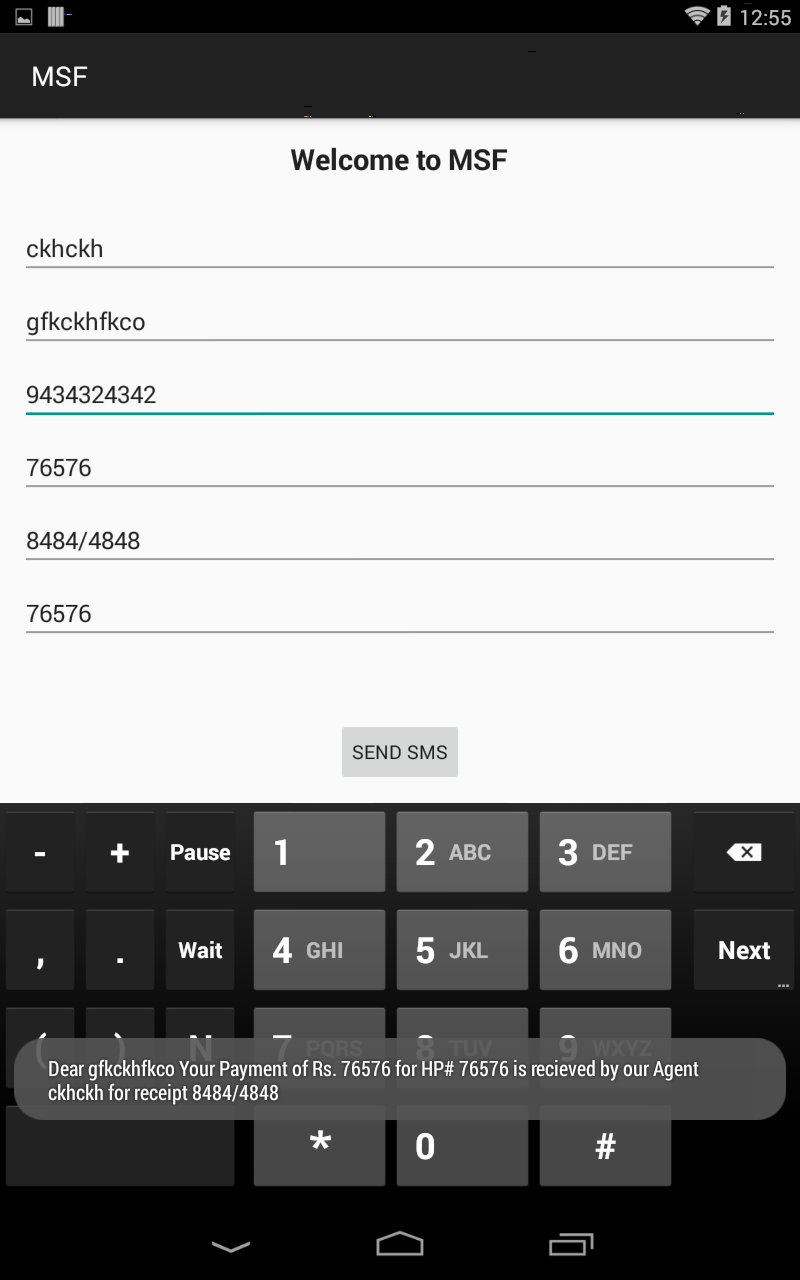 12:55
MSF
Welcome to MSF
ckhckh
gfkckhfkco
9434324342
76576
8484/4848
76576
SEND SMS
- + Pause 1 2 ABC 3 DEF
, . Wait 4 GHI 5 JKL 6 MNO Next ...
( ) N 7 PQRS 8 TUV 9 WXYZ
Dear gfkckhfkco Your Payment of Rs. 76576 for HP# 76576 is recieved by our Agent
ckhckh for receipt 8484/4848
* 0 #